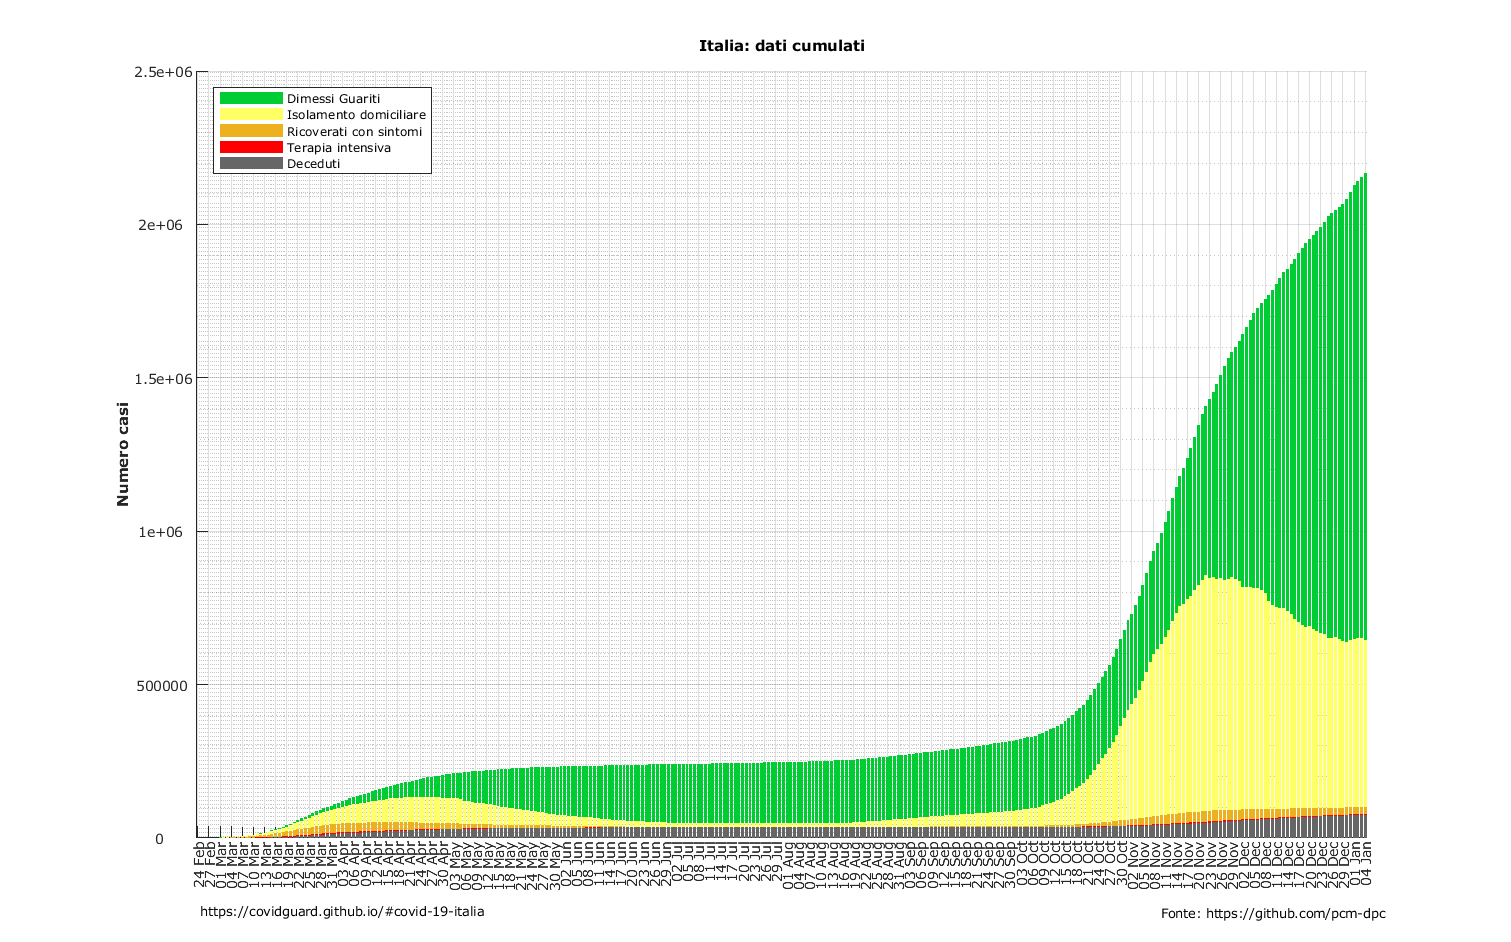 Italia: dati cumulati
2.5e+06
2e+06
1.5e+06
1e+06
500000
0
Numero casi
Dimessi Guariti
Isolamento domiciliare
Ricoverati con sintomi
Terapia intensiva
Deceduti
24 Feb
27 Feb
01 Mar
04 Mar
07 Mar
10 Mar
13 Mar
16 Mar
19 Mar
22 Mar
25 Mar
28 Mar
31 Mar
03 Apr
06 Apr
09 Apr
12 Apr
15 Apr
18 Apr
21 Apr
24 Apr
27 Apr
30 Apr
03 May
06 May
09 May
12 May
15 May
18 May
21 May
24 May
27 May
30 May
02 Jun
05 Jun
08 Jun
11 Jun
14 Jun
17 Jun
20 Jun
23 Jun
26 Jun
29 Jun
02 Jul
05 Jul
08 Jul
11 Jul
14 Jul
17 Jul
20 Jul
23 Jul
26 Jul
29 Jul
01 Aug
04 Aug
07 Aug
10 Aug
13 Aug
16 Aug
19 Aug
22 Aug
25 Aug
28 Aug
31 Aug
03 Sep
06 Sep
09 Sep
12 Sep
15 Sep
18 Sep
21 Sep
24 Sep
27 Sep
30 Sep
03 Oct
06 Oct
09 Oct
12 Oct
15 Oct
18 Oct
21 Oct
24 Oct
27 Oct
30 Oct
02 Nov
05 Nov
08 Nov
11 Nov
14 Nov
17 Nov
20 Nov
23 Nov
26 Nov
29 Nov
02 Dec
05 Dec
08 Dec
11 Dec
14 Dec
17 Dec
20 Dec
23 Dec
26 Dec
29 Dec
01 Jan
04 Jan
https://covidguard.github.io/#covid-19-italia
Fonte: https://github.com/pcm-dpc